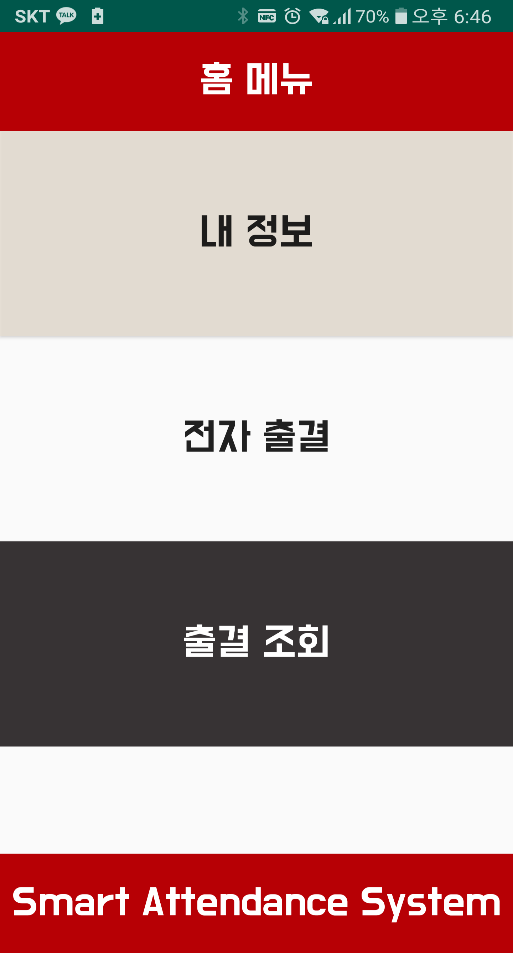 SKT TALK NFC 70% 오후 6:46
홈 메뉴
내 정보
전자 출결
출결 조회
Smart Attendance System